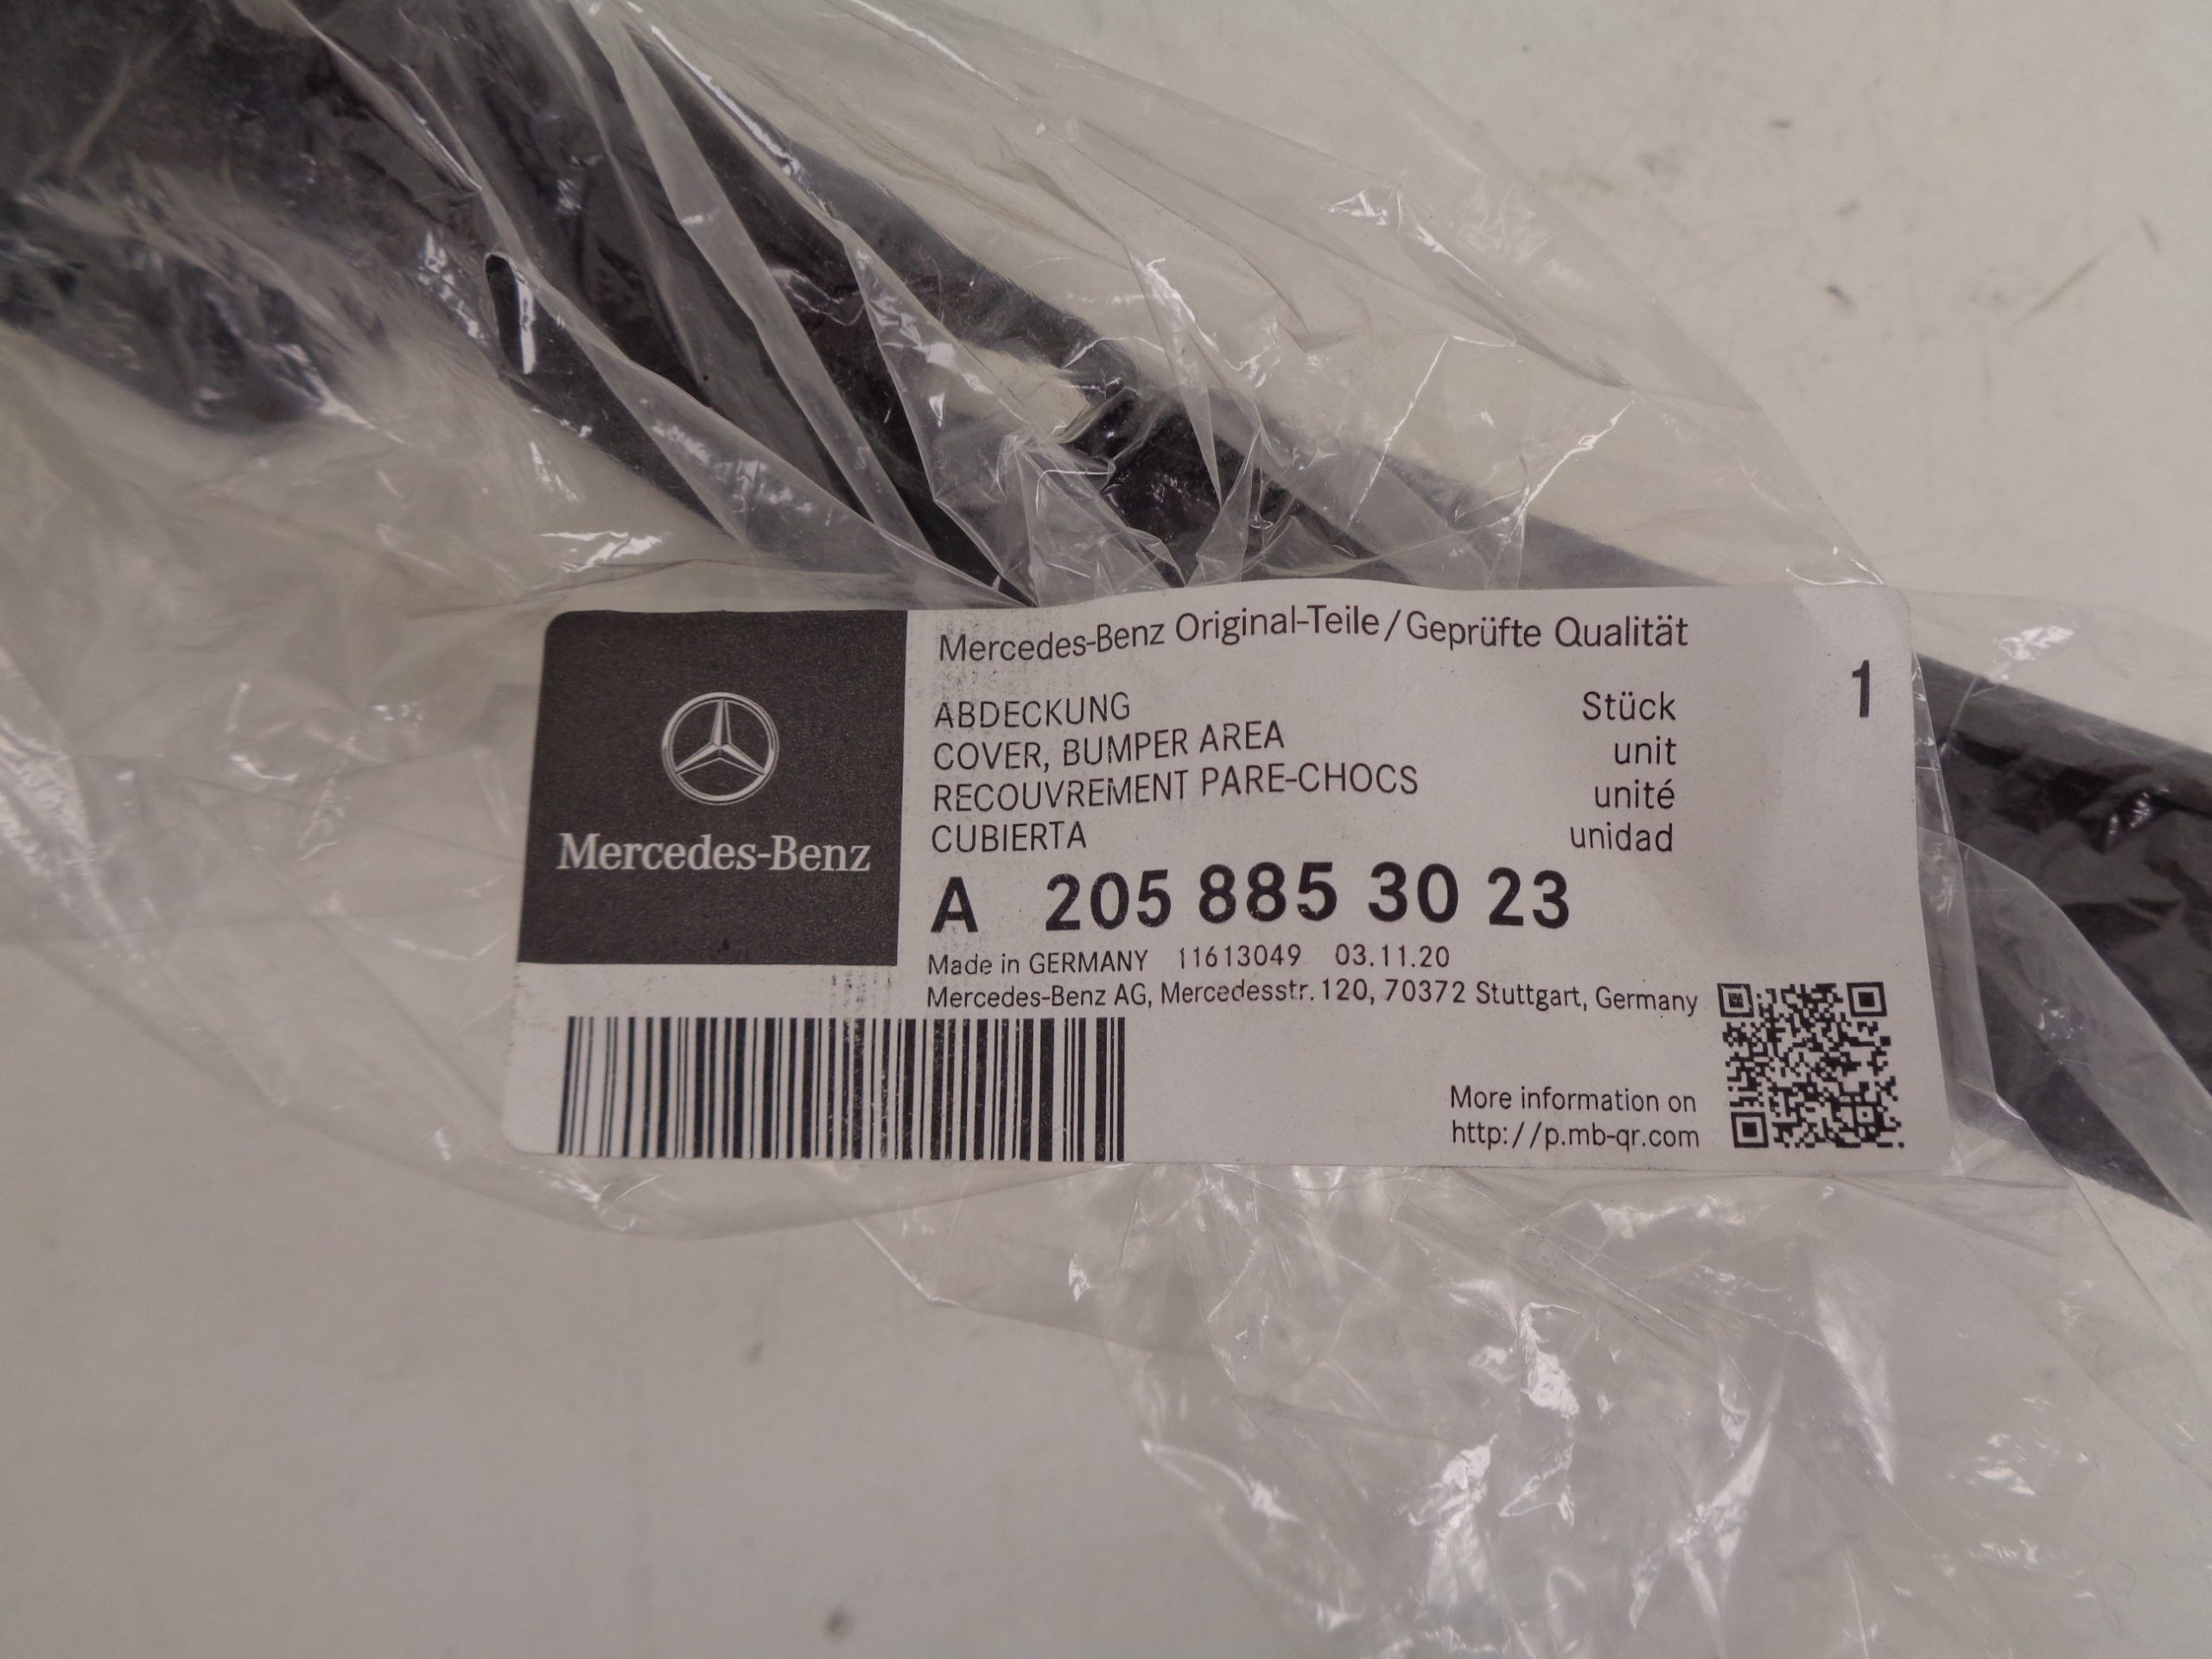 Mercedes-Benz Original-Teile/Geprüfte Qualität
ABDECKUNG Stück 1
COVER, BUMPER AREA unit
RECOUVREMENT PARE-CHOCS unité
CUBIERTA unidad
Mercedes-Benz
A 205 885 30 23
Made in GERMANY 11613049 03.11.20
Mercedes-Benz AG, Mercedesstr. 120, 70372 Stuttgart, Germany
More information on
http://p.mb-qr.com